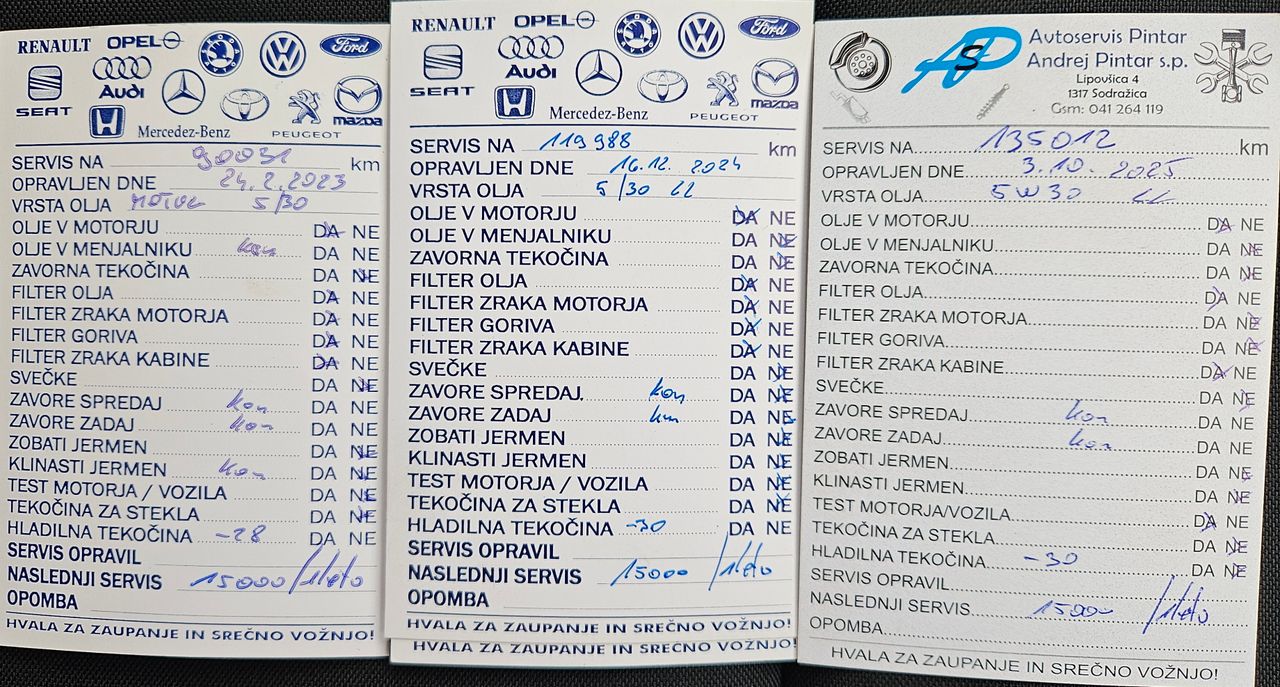 RENAULT OPEL ŠKODA VW Ford
SEAT Audi
HONDA Mercedes-Benz PEUGEOT mazda
SERVIS NA 90031 km
OPRAVLJEN DNE 24.2.2023
VRSTA OLJA MOTUL 5/30
OLJE V MOTORJU DA NE
OLJE V MENJALNIKU kon DA NE
ZAVORNA TEKOČINA DA NE
FILTER OLJA DA NE
FILTER ZRAKA MOTORJA DA NE
FILTER GORIVA DA NE
FILTER ZRAKA KABINE DA NE
SVEČKE DA NE
ZAVORE SPREDAJ kon DA NE
ZAVORE ZADAJ kon DA NE
ZOBATI JERMEN DA NE
KLINASTI JERMEN kon DA NE
TEST MOTORJA / VOZILA DA NE
TEKOČINA ZA STEKLA DA NE
HLADILNA TEKOČINA -28 DA NE
SERVIS OPRAVIL
NASLEDNJI SERVIS 15000 / 1leto
OPOMBA
HVALA ZA ZAUPANJE IN SREČNO VOŽNJO!
RENAULT OPEL ŠKODA VW Ford
SEAT Audi
HONDA Mercedes-Benz PEUGEOT mazda
SERVIS NA 119988 km
OPRAVLJEN DNE 16.12.2024
VRSTA OLJA 5/30 LL
OLJE V MOTORJU DA NE
OLJE V MENJALNIKU DA NE
ZAVORNA TEKOČINA DA NE
FILTER OLJA DA NE
FILTER ZRAKA MOTORJA DA NE
FILTER GORIVA DA NE
FILTER ZRAKA KABINE DA NE
SVEČKE DA NE
ZAVORE SPREDAJ kon DA NE
ZAVORE ZADAJ kon DA NE
ZOBATI JERMEN DA NE
KLINASTI JERMEN DA NE
TEST MOTORJA / VOZILA DA NE
TEKOČINA ZA STEKLA DA NE
HLADILNA TEKOČINA -30 DA NE
SERVIS OPRAVIL
NASLEDNJI SERVIS 15000 / 1leto
OPOMBA
HVALA ZA ZAUPANJE IN SREČNO VOŽNJO!
HVALA ZA ZAUPANJE IN SREČNO VOŽNJO!
ASP
Autoservis Pintar
Andrej Pintar s.p.
Lipovšica 4
1317 Sodražica
Gsm: 041 264 119
SERVIS NA 135012 km
OPRAVLJEN DNE 3.10.2025
VRSTA OLJA 5W30 LL
OLJE V MOTORJU DA NE
OLJE V MENJALNIKU DA NE
ZAVORNA TEKOČINA DA NE
FILTER OLJA DA NE
FILTER ZRAKA MOTORJA DA NE
FILTER GORIVA DA NE
FILTER ZRAKA KABINE DA NE
SVEČKE DA NE
ZAVORE SPREDAJ kon DA NE
ZAVORE ZADAJ kon DA NE
ZOBATI JERMEN DA NE
KLINASTI JERMEN DA NE
TEST MOTORJA/VOZILA DA NE
TEKOČINA ZA STEKLA DA NE
HLADILNA TEKOČINA -30 DA NE
SERVIS OPRAVIL
NASLEDNJI SERVIS 15000 / 1leto
OPOMBA
HVALA ZA ZAUPANJE IN SREČNO VOŽNJO!